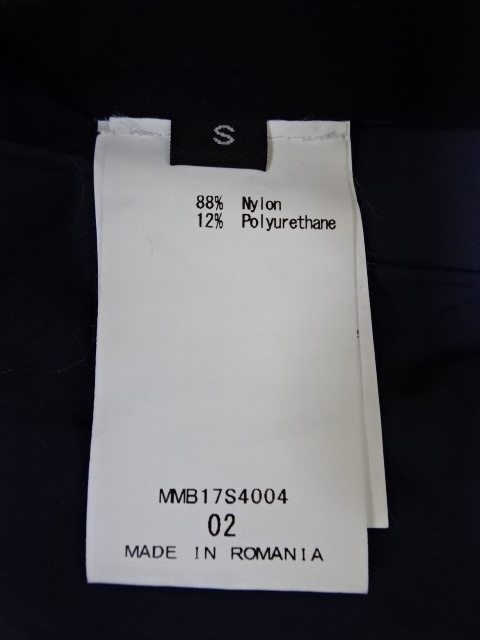 S
88% Nylon
12% Polyurethane
MMB17S4004
02
MADE IN ROMANIA